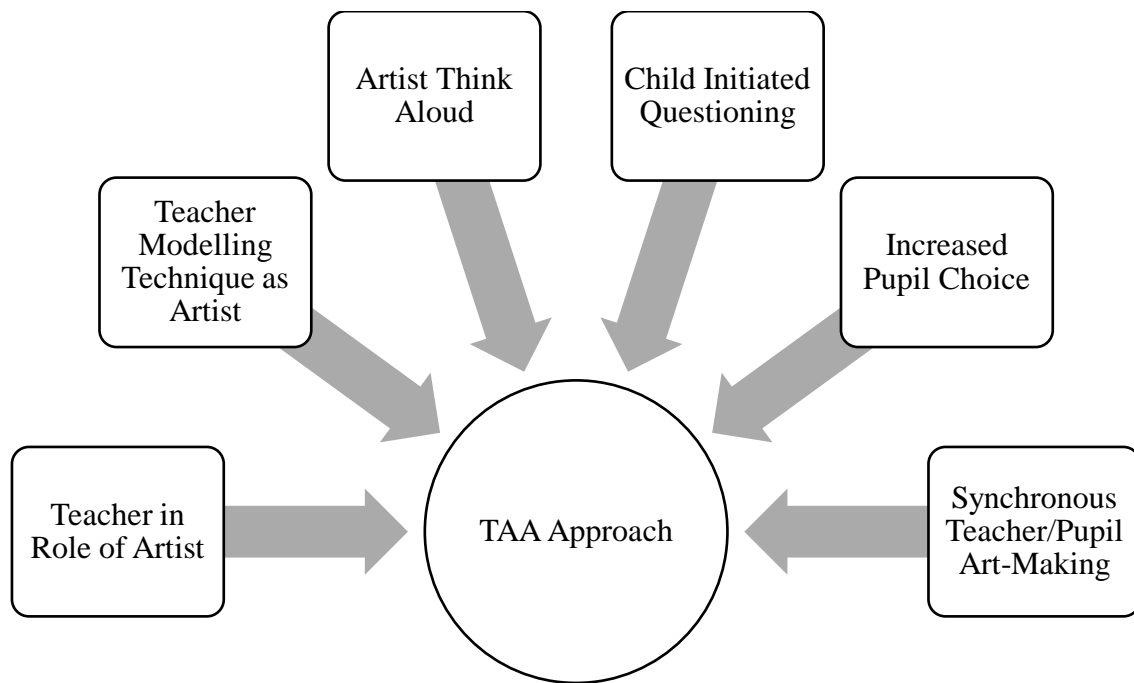 Artist Think
Aloud
Child Initiated
Questioning
Teacher
Modelling
Technique as
Artist
Increased
Pupil Choice
Teacher in
Role of Artist
TAA Approach
Synchronous
Teacher/Pupil
Art-Making